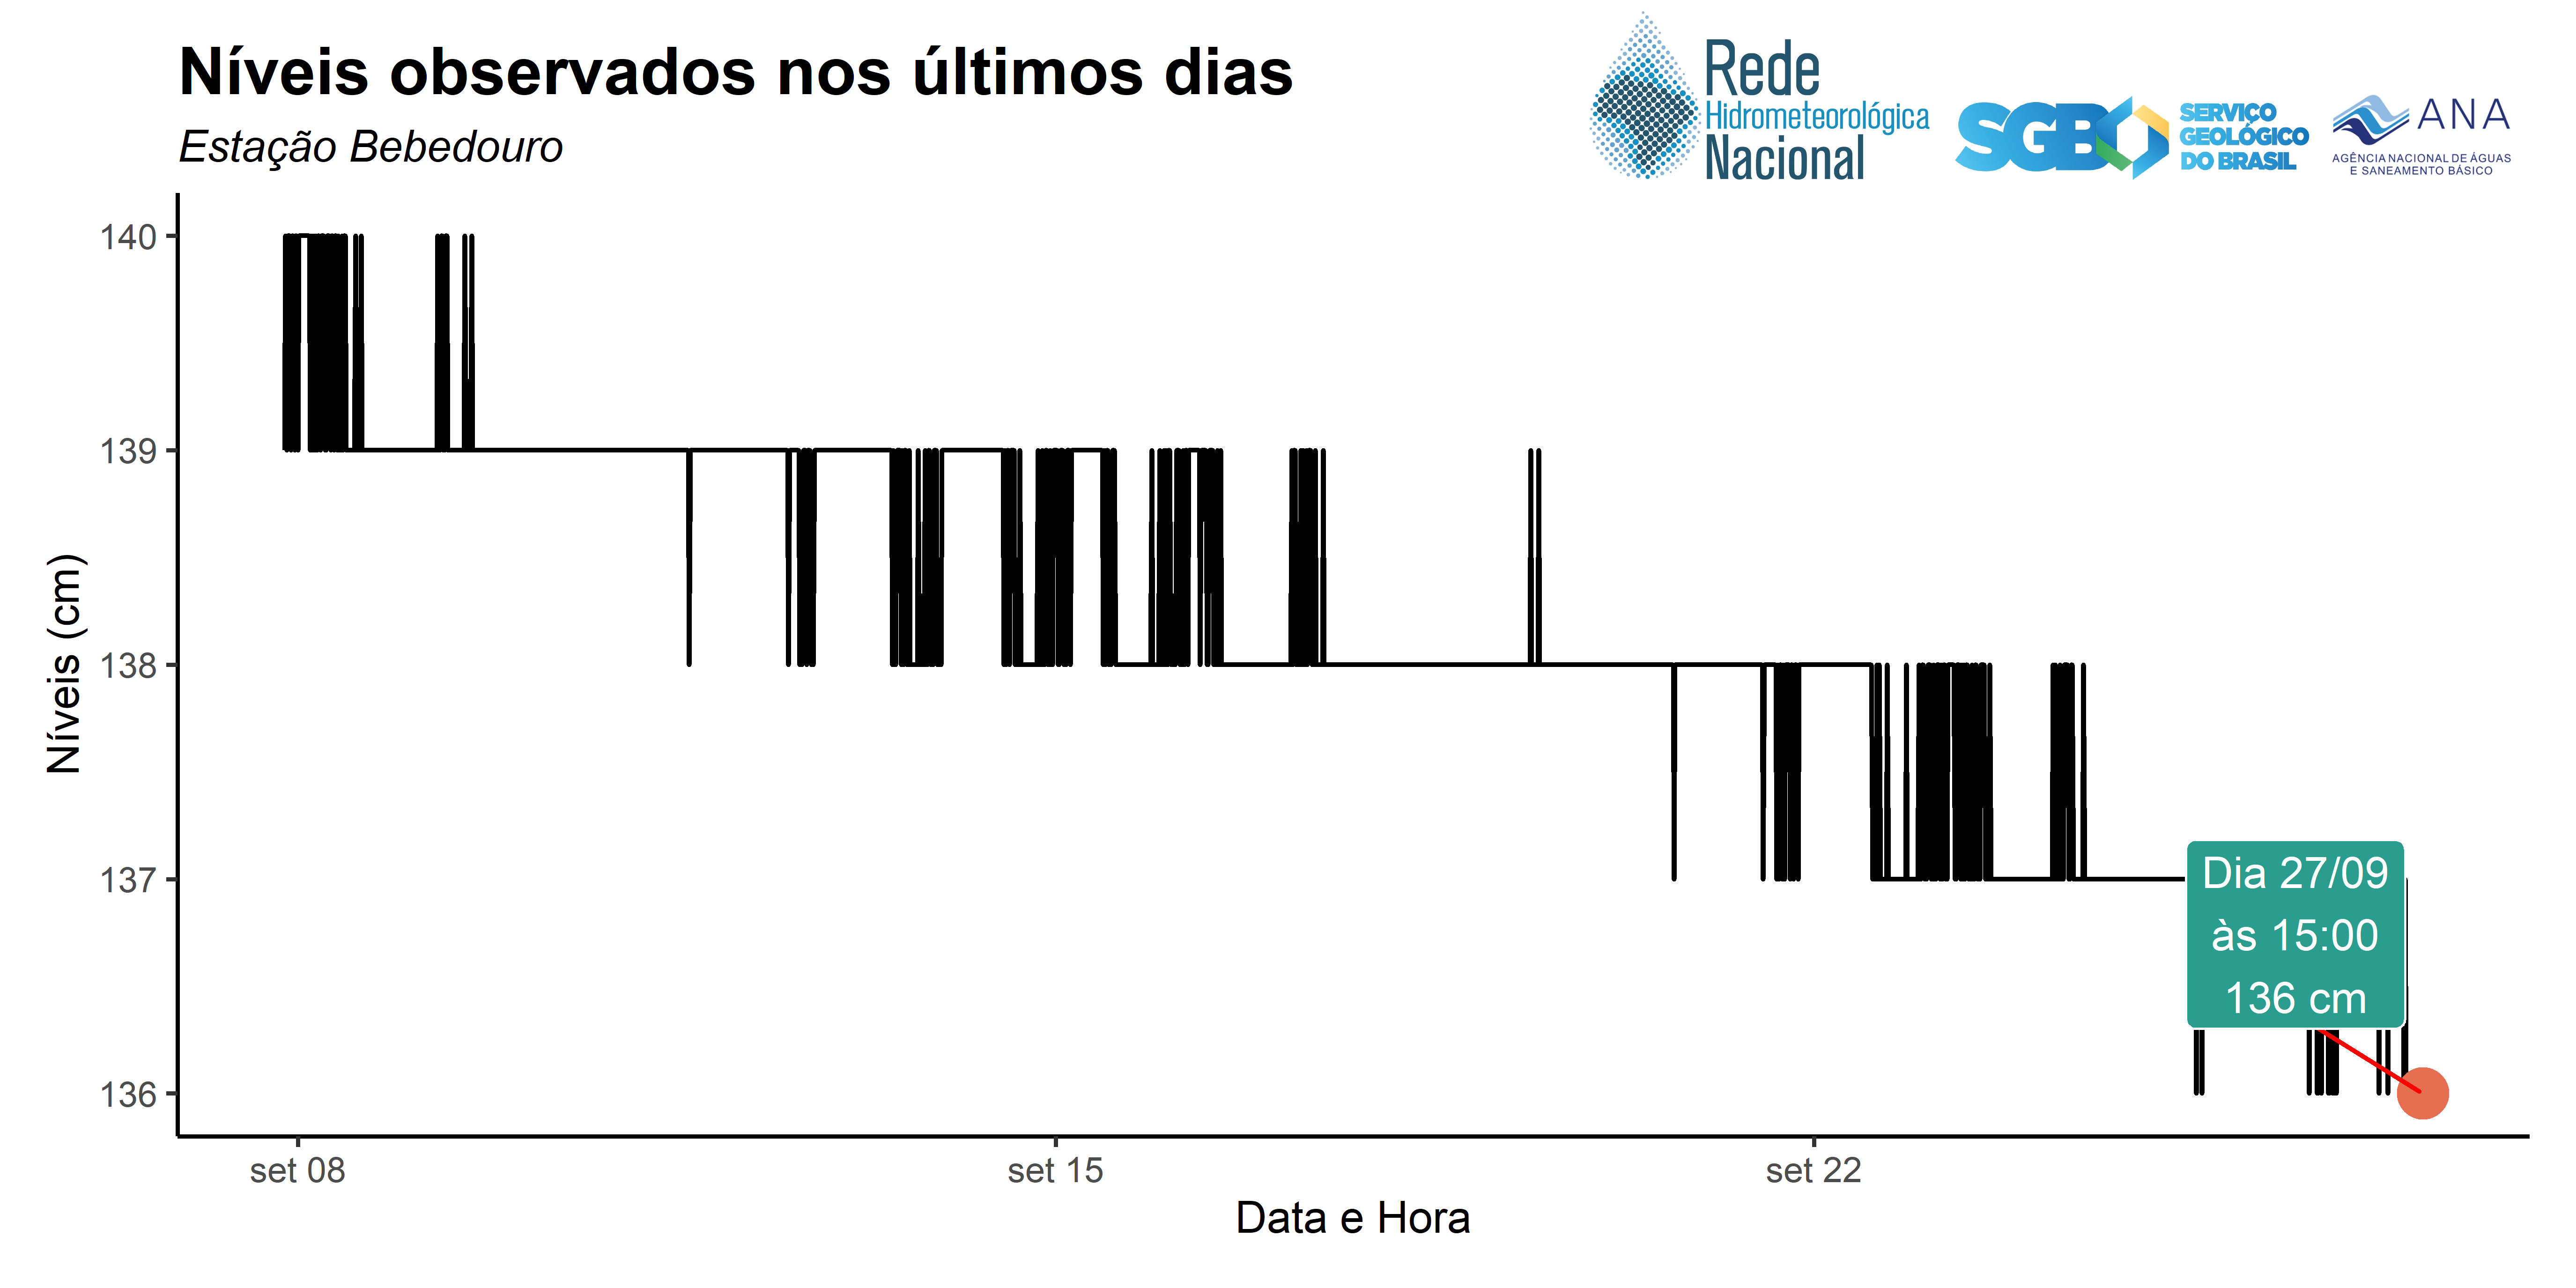 Níveis observados nos últimos dias
Estação Bebedouro
Rede
Hidrometeorológica
Nacional
SGB
SERVIÇO
GEOLÓGICO
DO BRASIL
ANA
AGÊNCIA NACIONAL DE ÁGUAS
E SANEAMENTO BÁSICO
Níveis (cm)
140
139
138
137
136
Dia 27/09
às 15:00
136 cm
set 08
set 15
set 22
Data e Hora